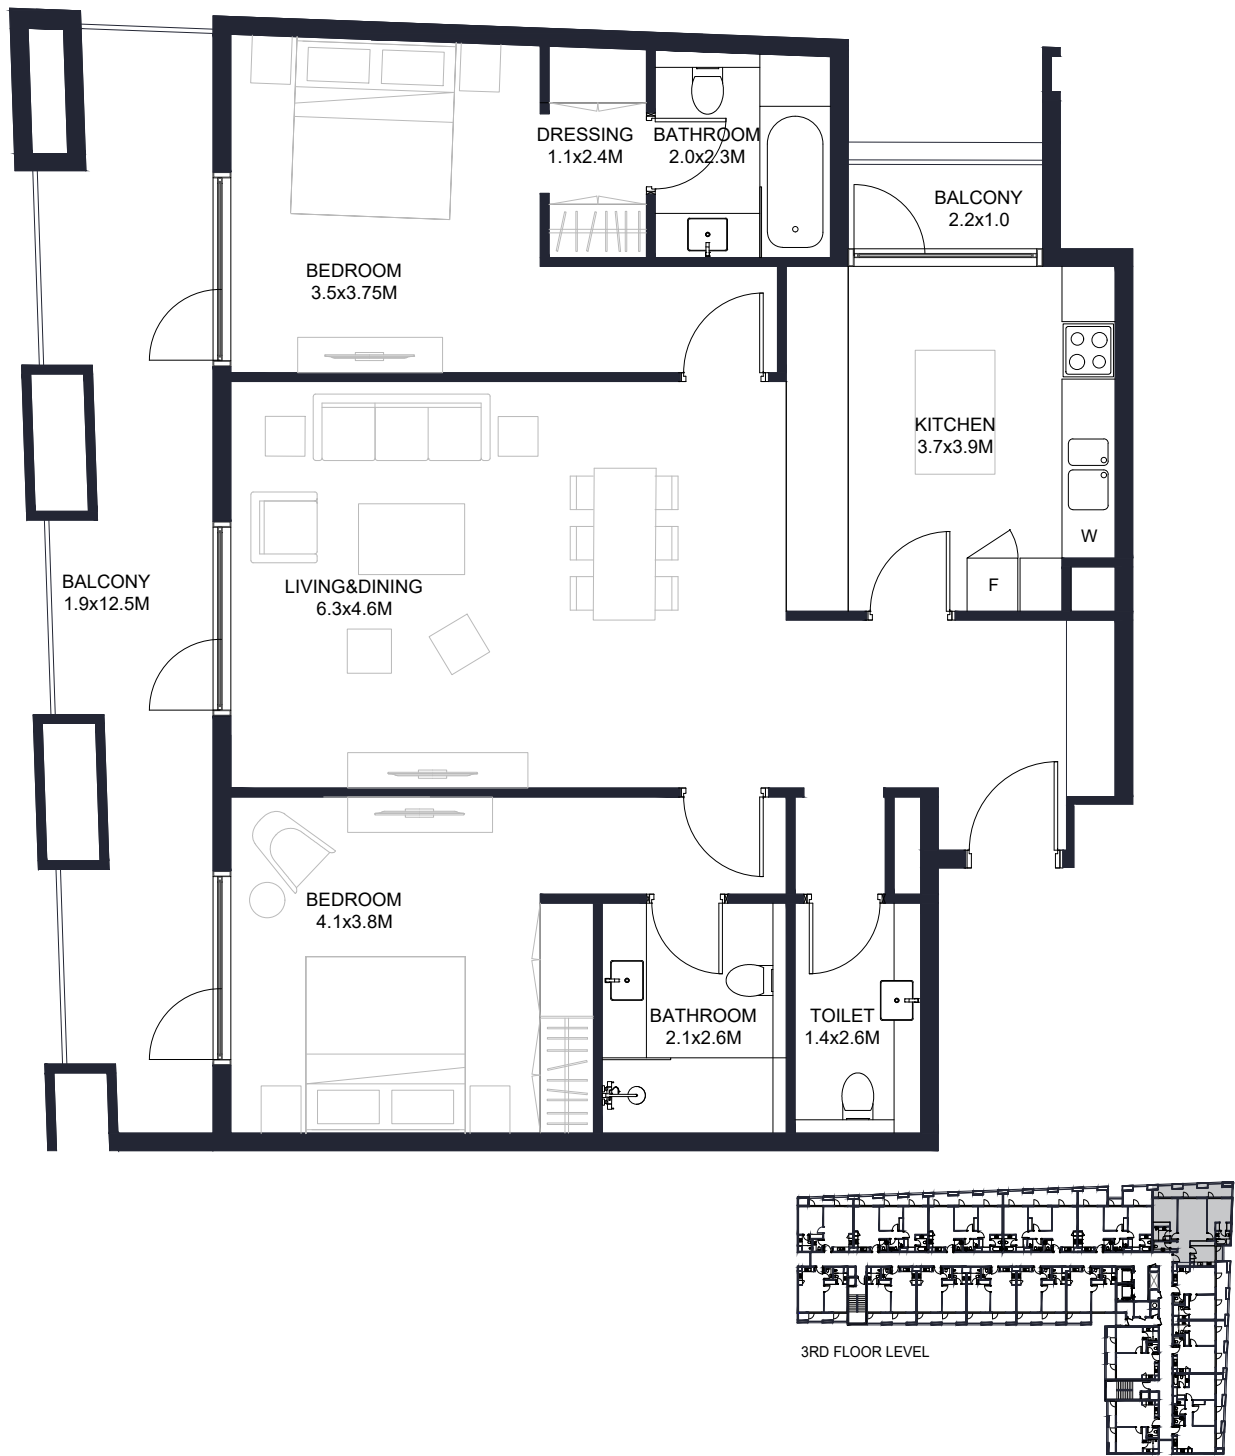 DRESSING
1.1x2.4M
BATHROOM
2.0x2.3M
BALCONY
2.2x1.0
BEDROOM
3.5x3.75M
KITCHEN
3.7x3.9M
W
F
BALCONY
1.9x12.5M
LIVING&DINING
6.3x4.6M
BEDROOM
4.1x3.8M
BATHROOM
2.1x2.6M
TOILET
1.4x2.6M
3RD FLOOR LEVEL